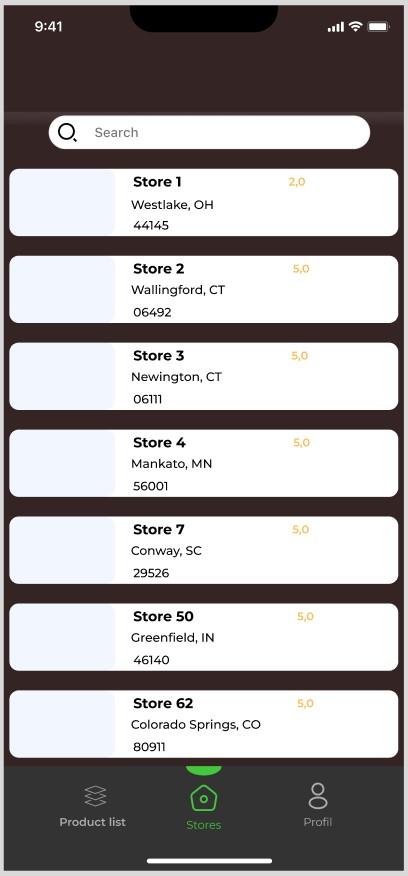 9:41
Search
Store 1 2,0
Westlake, OH
44145
Store 2 5,0
Wallingford, CT
06492
Store 3 5,0
Newington, CT
06111
Store 4 5,0
Mankato, MN
56001
Store 7 5,0
Conway, SC
29526
Store 50 5,0
Greenfield, IN
46140
Store 62 5,0
Colorado Springs, CO
80911
Product list Stores Profil